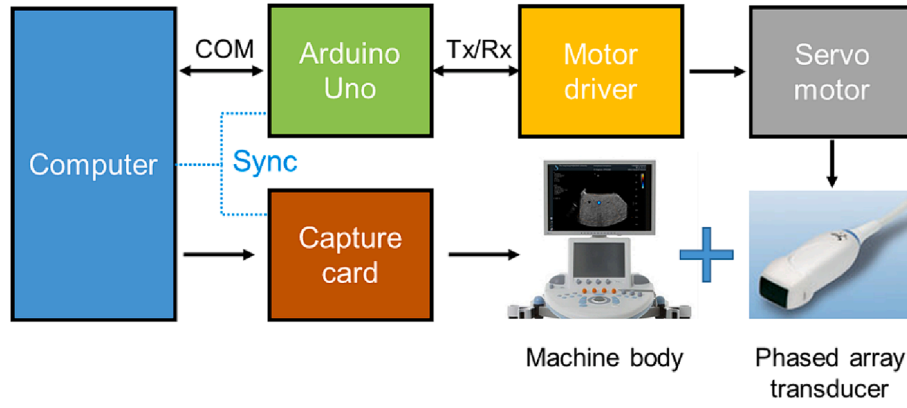 COM
Arduino
Uno
Tx/Rx
Motor
driver
Servo
motor
Computer
Sync
Capture
card
Machine body
Phased array
transducer